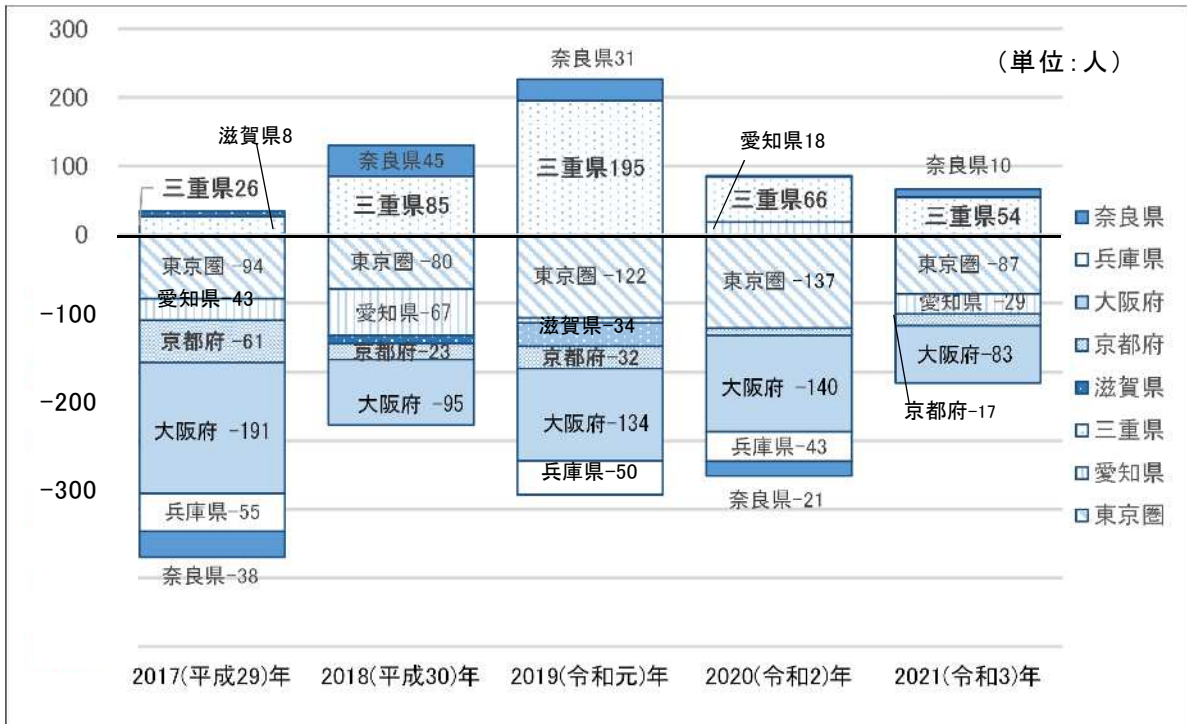 300
200
100
0
-100
-200
-300
(単位:人)
滋賀県8
三重県26
東京圏 -94
愛知県-43
京都府 -61
大阪府 -191
兵庫県-55
奈良県-38
奈良県45
三重県85
東京圏 -80
愛知県-67
京都府-23
大阪府 -95
奈良県31
三重県195
東京圏 -122
滋賀県-34
京都府-32
大阪府-134
兵庫県-50
愛知県18
三重県66
東京圏 -137
大阪府 -140
兵庫県-43
奈良県-21
奈良県10
三重県54
東京圏 -87
愛知県 -29
大阪府-83
京都府-17
奈良県
兵庫県
大阪府
京都府
滋賀県
三重県
愛知県
東京圏
2017(平成29)年
2018(平成30)年
2019(令和元)年
2020(令和2)年
2021(令和3)年